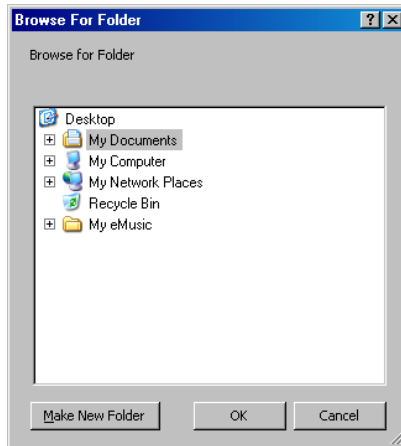 Browse For Folder
Browse for Folder
Desktop
My Documents
My Computer
My Network Places
Recycle Bin
My eMusic
Make New Folder OK Cancel